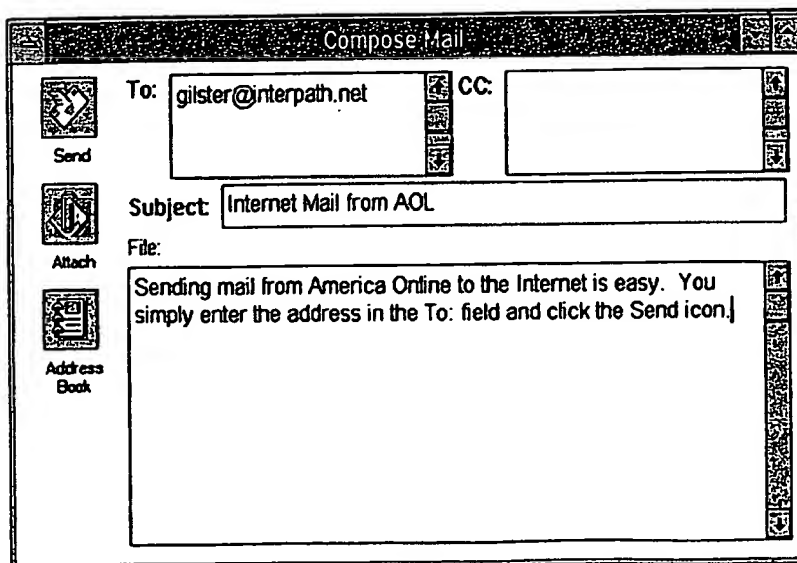 Compose Mail
To: gilster@interpath.net CC:
Send
Subject: Internet Mail from AOL
Attach
File:
Sending mail from America Online to the Internet is easy. You
simply enter the address in the To: field and click the Send icon.
Address
Book